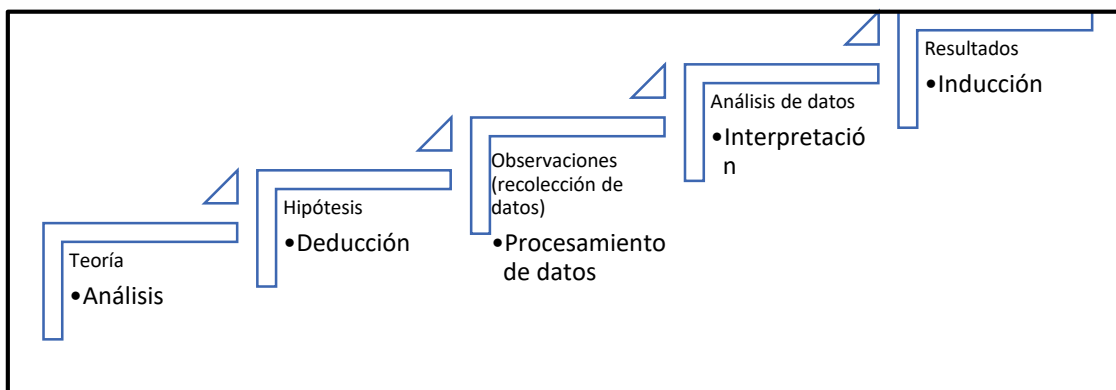 Teoría
•Análisis
Hipótesis
•Deducción
Observaciones
(recolección de
datos)
•Procesamiento
de datos
Análisis de datos
•Interpretació
n
Resultados
•Inducción